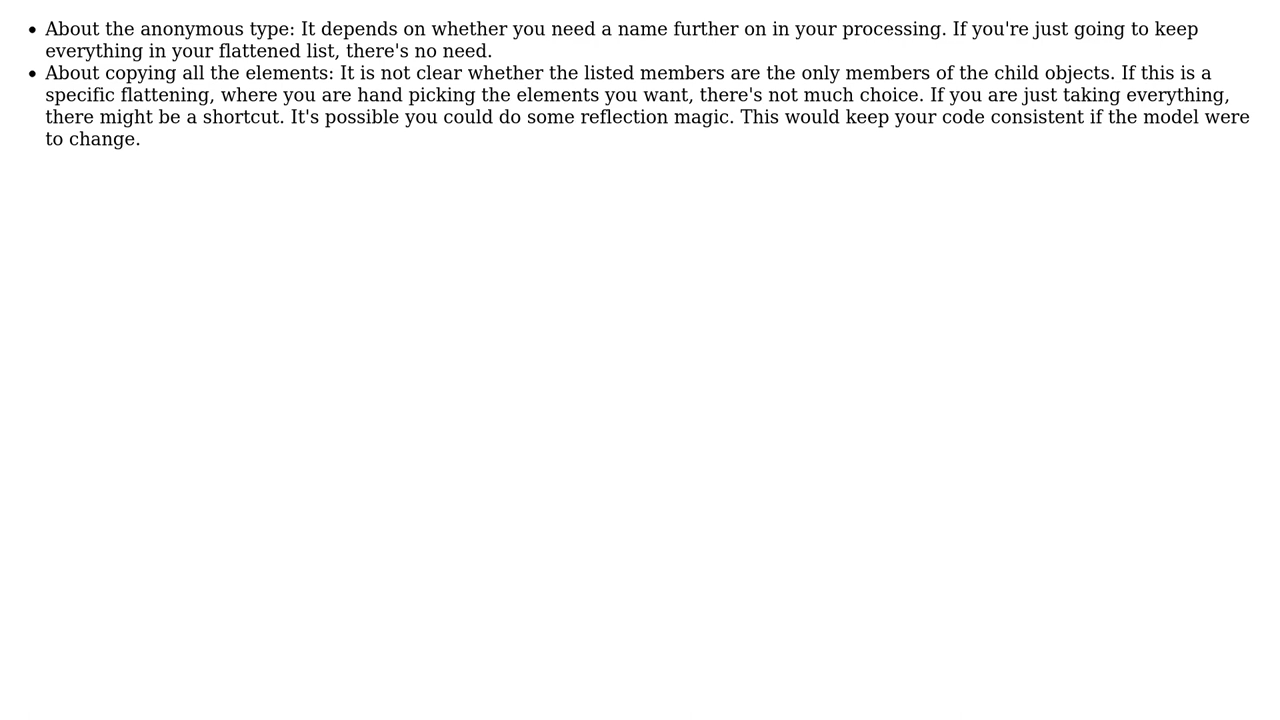 • About the anonymous type: It depends on whether you need a name further on in your processing. If you're just going to keep
everything in your flattened list, there's no need.
• About copying all the elements: It is not clear whether the listed members are the only members of the child objects. If this is a
specific flattening, where you are hand picking the elements you want, there's not much choice. If you are just taking everything,
there might be a shortcut. It's possible you could do some reflection magic. This would keep your code consistent if the model were
to change.